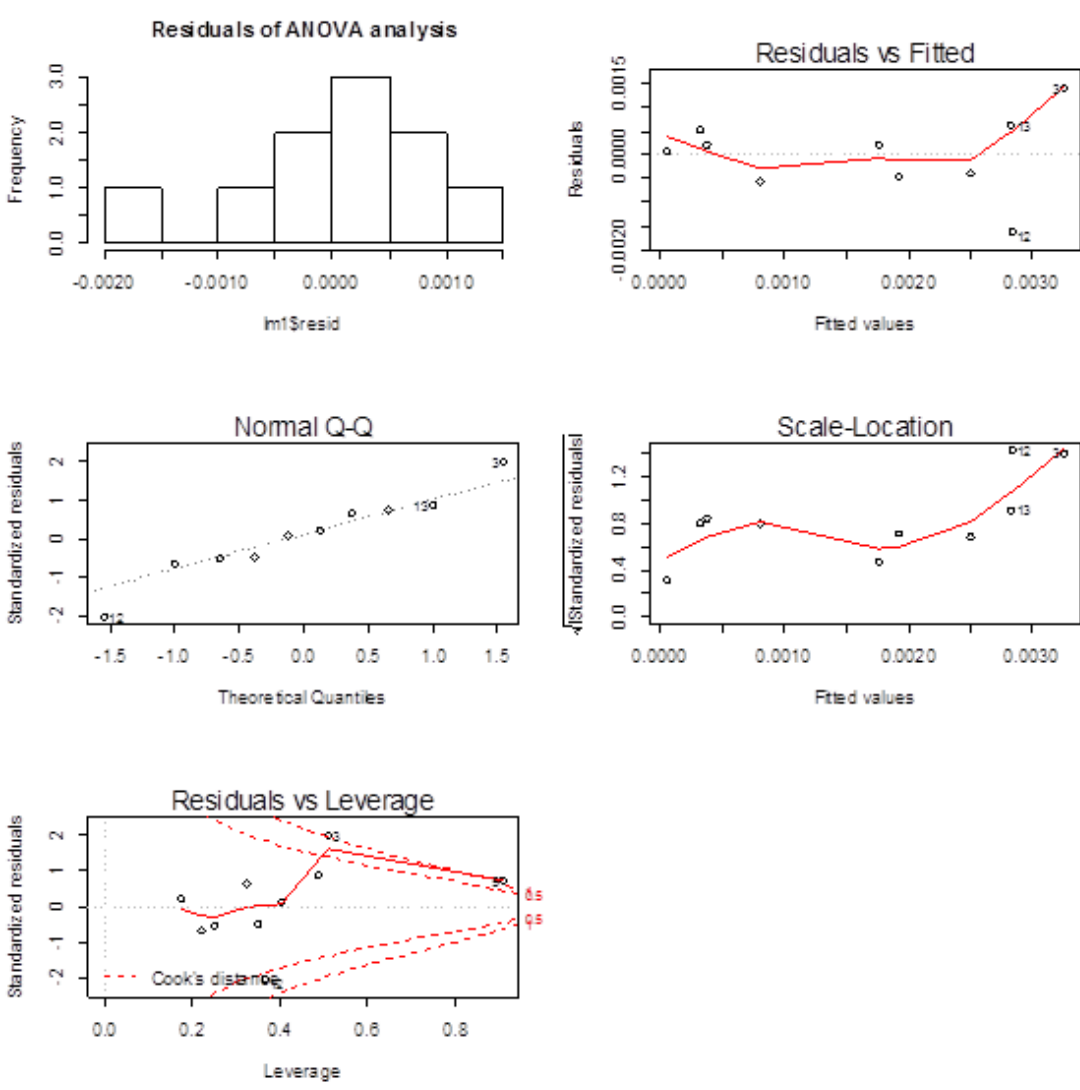 Residuals of ANOVA analysis
Frequency
0.0 1.0 2.0 3.0
-0.0020 -0.0010 0.0000 0.0010
lm1$resid
Residuals vs Fitted
Residuals
-0.0020 0.0000 0.0015
3
13
12
0.0000 0.0010 0.0020 0.0030
Fitted values
Normal Q-Q
Standardized residuals
-2 -1 0 1 2
3
13
12
-1.5 -1.0 -0.5 0.0 0.5 1.0 1.5
Theoretical Quantiles
Scale-Location
√|Standardized residuals|
0.0 0.4 0.8 1.2
12
3
13
0.0000 0.0010 0.0020 0.0030
Fitted values
Residuals vs Leverage
Standardized residuals
-2 -1 0 1 2
3
0.5
0.5
1
Cook's distance
0.0 0.2 0.4 0.6 0.8
Leverage